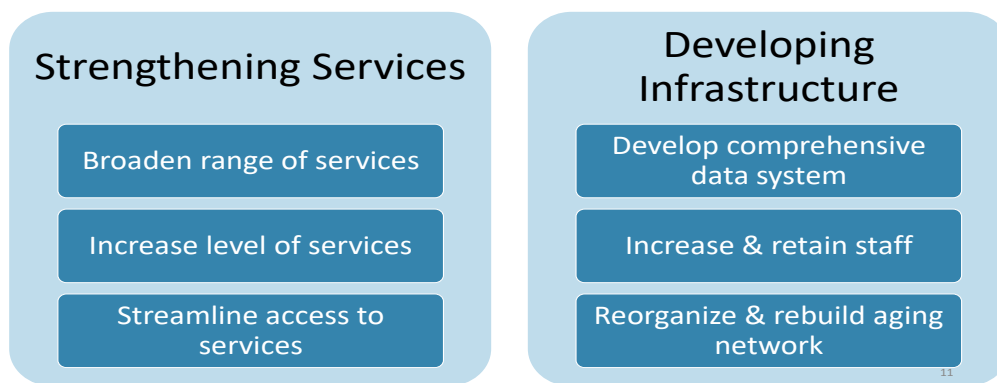 Strengthening Services
Broaden range of services
Increase level of services
Streamline access to
services
Developing
Infrastructure
Develop comprehensive
data system
Increase & retain staff
Reorganize & rebuild aging
network
11